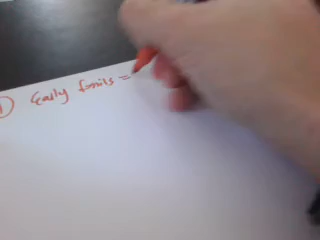 ① Early fossils =